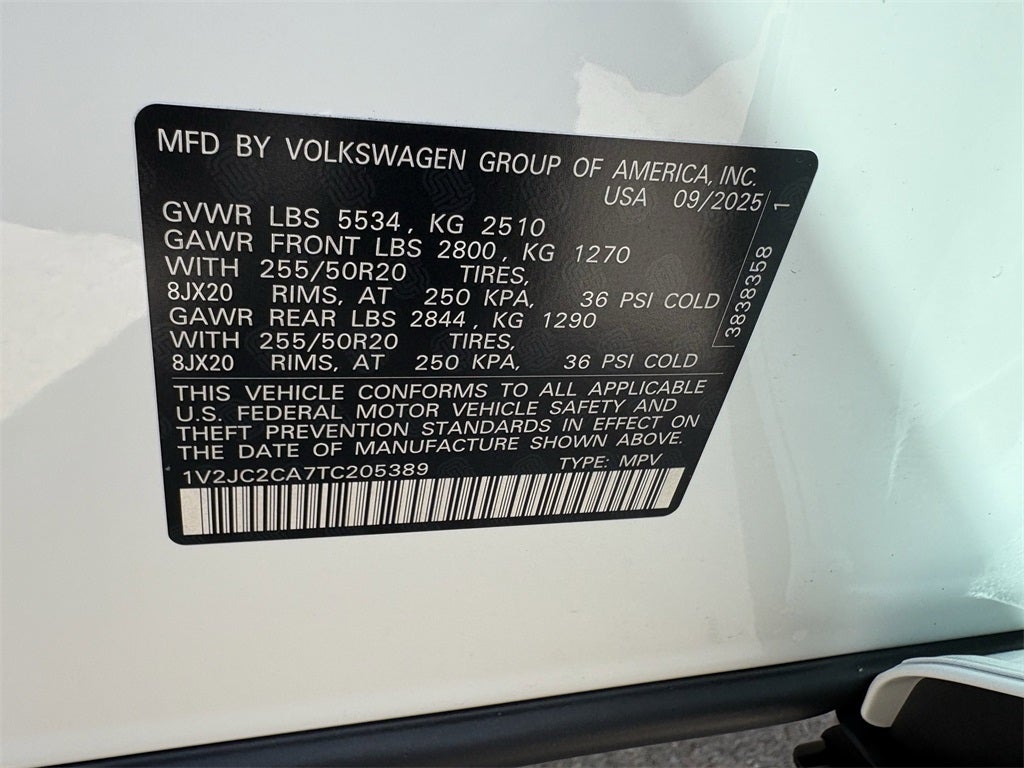 MFD BY VOLKSWAGEN GROUP OF AMERICA, INC.
USA 09/2025
GVWR LBS 5534, KG 2510
GAWR FRONT LBS 2800, KG 1270
WITH 255/50R20 TIRES,
8JX20 RIMS, AT 250 KPA, 36 PSI COLD
GAWR REAR LBS 2844, KG 1290
WITH 255/50R20 TIRES,
8JX20 RIMS, AT 250 KPA, 36 PSI COLD
3838358 1
THIS VEHICLE CONFORMS TO ALL APPLICABLE
U.S. FEDERAL MOTOR VEHICLE SAFETY AND
THEFT PREVENTION STANDARDS IN EFFECT ON
THE DATE OF MANUFACTURE SHOWN ABOVE.
1V2JC2CA7TC205389 TYPE: MPV